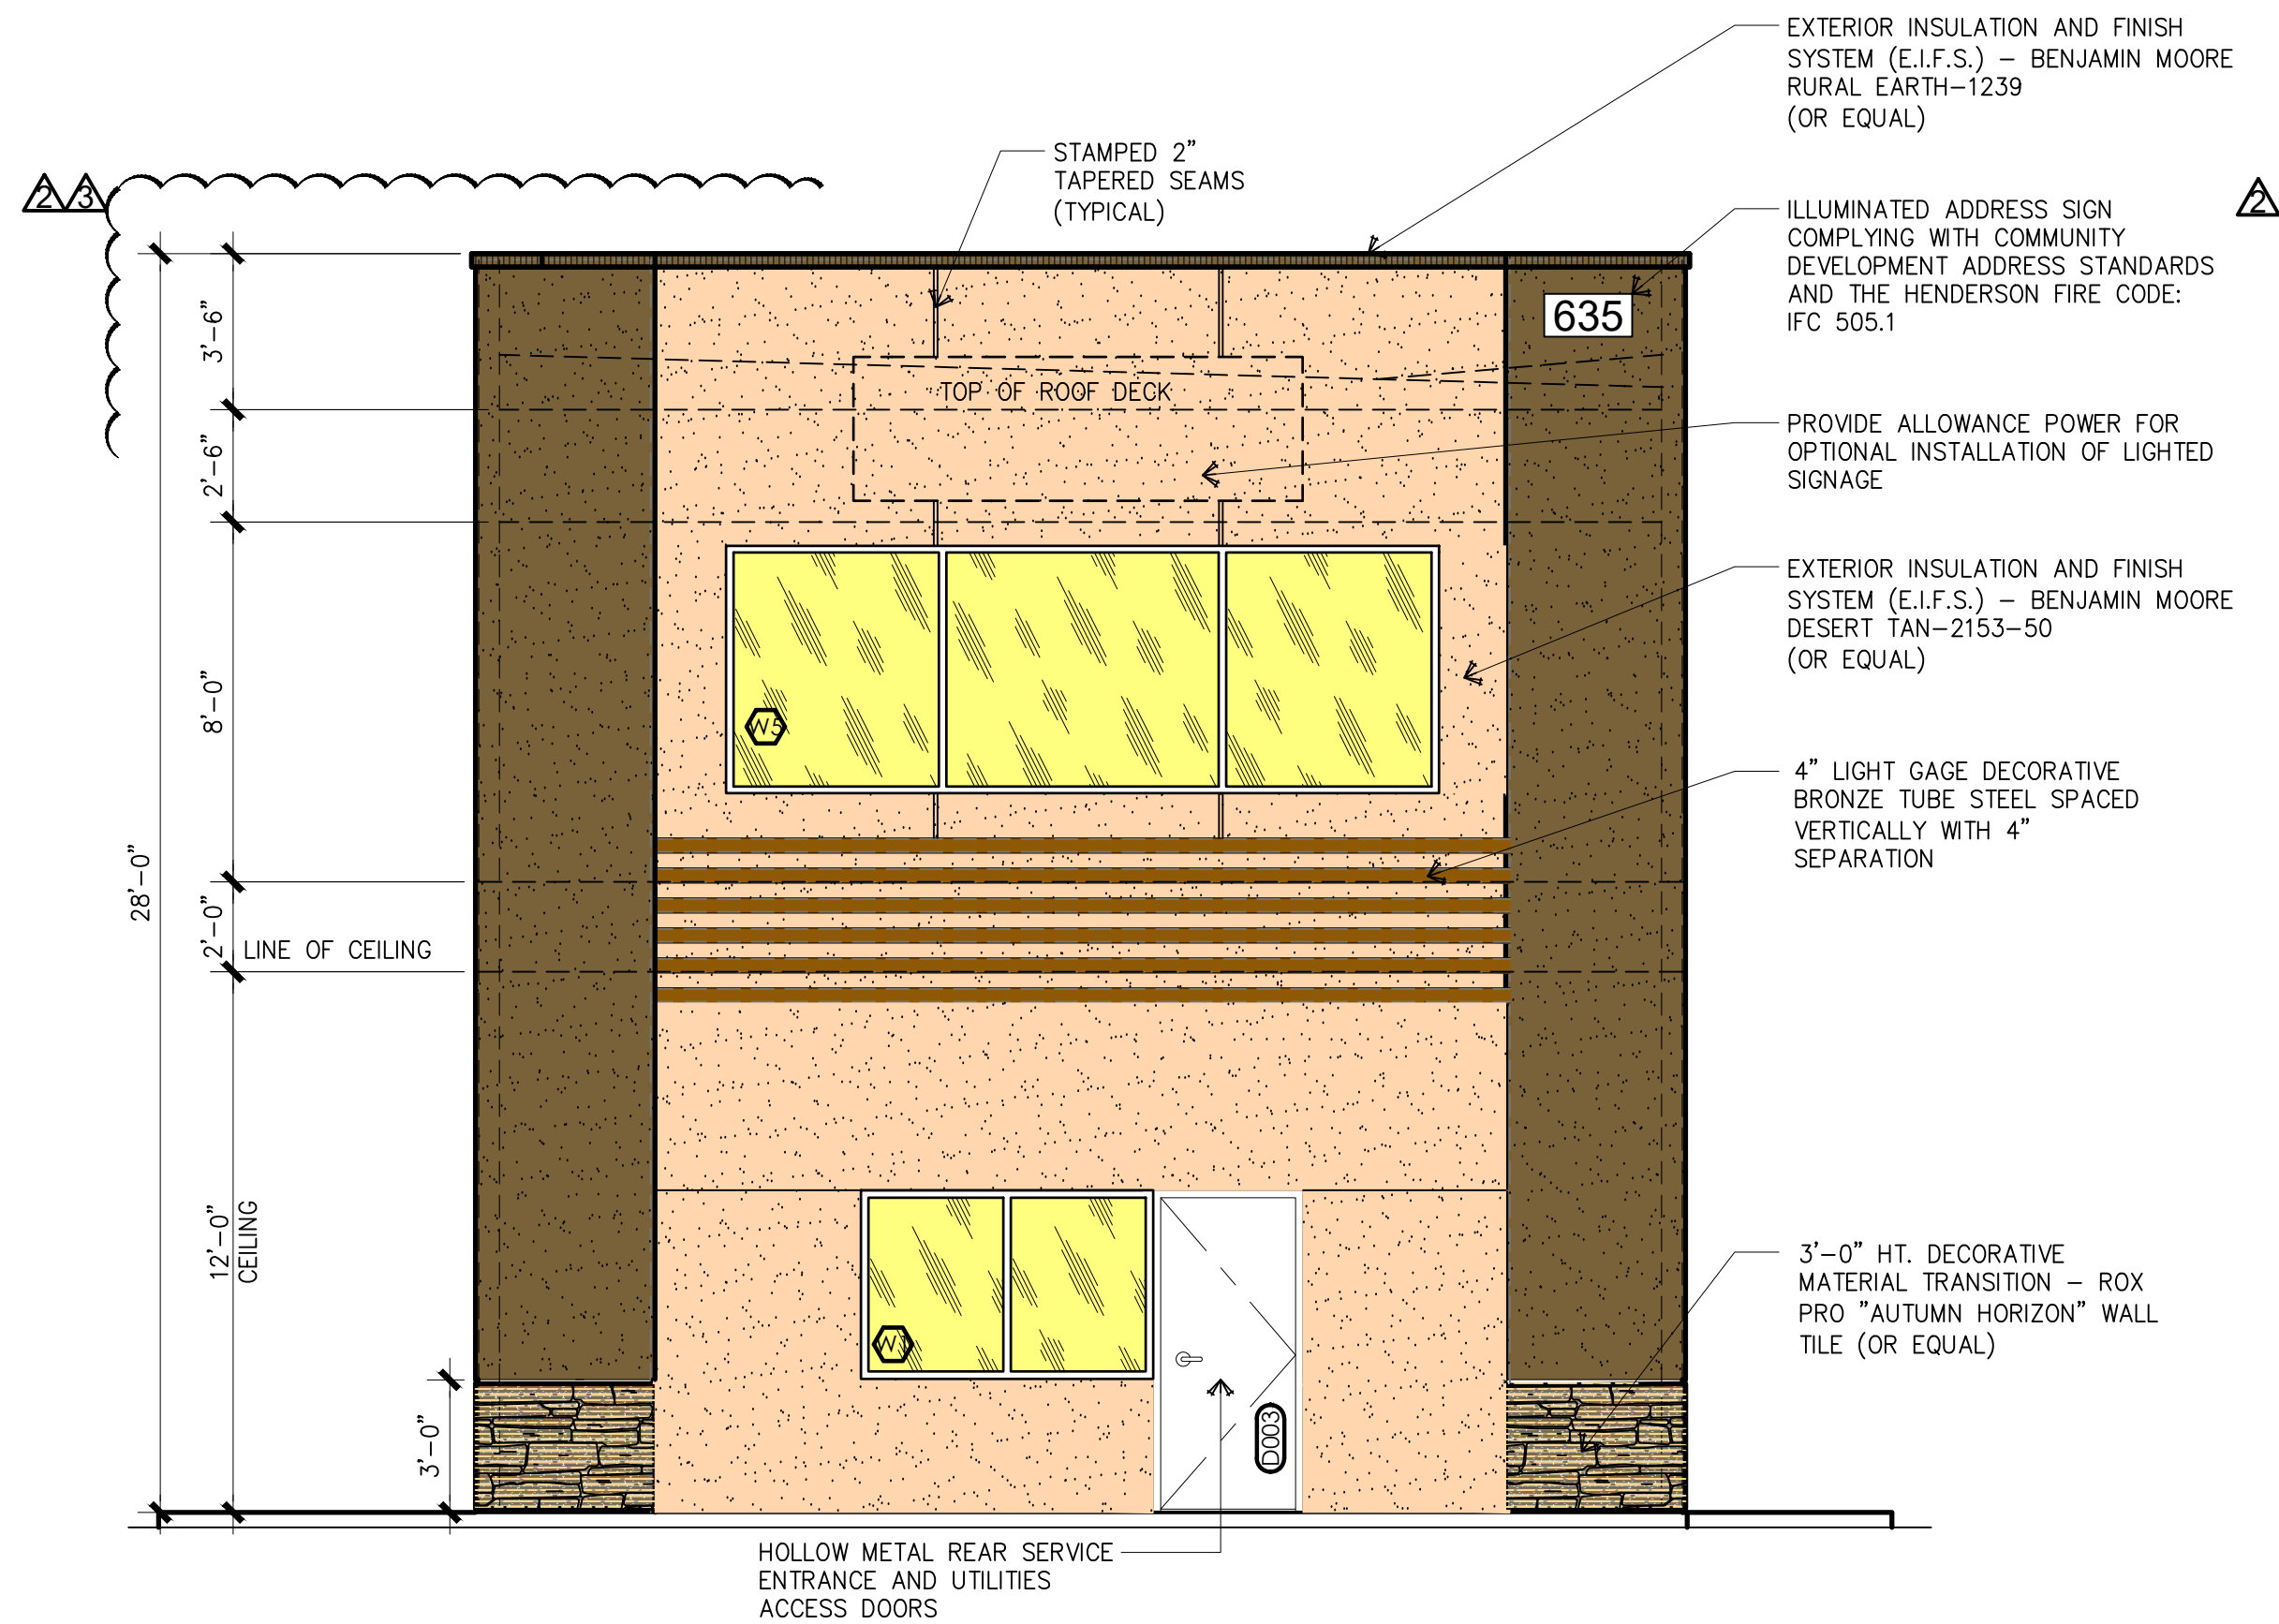 EXTERIOR INSULATION AND FINISH
SYSTEM (E.I.F.S.) – BENJAMIN MOORE
RURAL EARTH–1239
(OR EQUAL)
STAMPED 2"
TAPERED SEAMS
(TYPICAL)
2
3
ILLUMINATED ADDRESS SIGN
COMPLYING WITH COMMUNITY
DEVELOPMENT ADDRESS STANDARDS
AND THE HENDERSON FIRE CODE:
IFC 505.1
2
635
3'–6"
TOP OF ROOF DECK
PROVIDE ALLOWANCE POWER FOR
OPTIONAL INSTALLATION OF LIGHTED
SIGNAGE
2'–6"
EXTERIOR INSULATION AND FINISH
SYSTEM (E.I.F.S.) – BENJAMIN MOORE
DESERT TAN–2153–50
(OR EQUAL)
8'–0"
W5
4" LIGHT GAGE DECORATIVE
BRONZE TUBE STEEL SPACED
VERTICALLY WITH 4"
SEPARATION
28'–0"
2'–0"
LINE OF CEILING
12'–0"
CEILING
3'–0" HT. DECORATIVE
MATERIAL TRANSITION – ROX
PRO "AUTUMN HORIZON" WALL
TILE (OR EQUAL)
3'–0"
D003
HOLLOW METAL REAR SERVICE
ENTRANCE AND UTILITIES
ACCESS DOORS